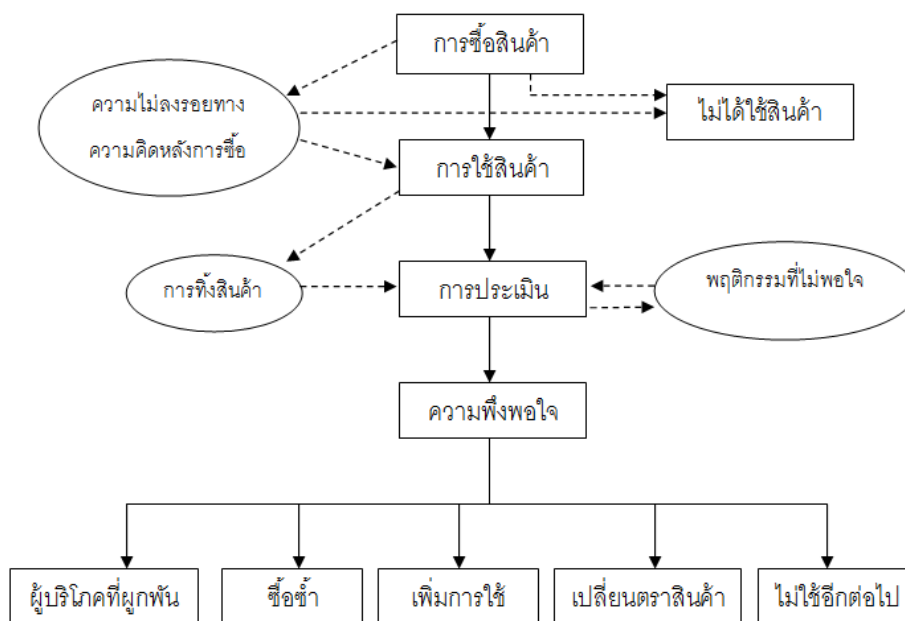 การซื้อสินค้า
ความไม่ลงรอยทาง
ความคิดหลังการซื้อ
ไม่ได้ใช้สินค้า
การใช้สินค้า
การทิ้งสินค้า
การประเมิน
พฤติกรรมที่ไม่พอใจ
ความพึงพอใจ
ผู้บริโภคที่ผูกพัน
ซื้อซ้ำ
เพิ่มการใช้
เปลี่ยนตราสินค้า
ไม่ใช้อีกต่อไป